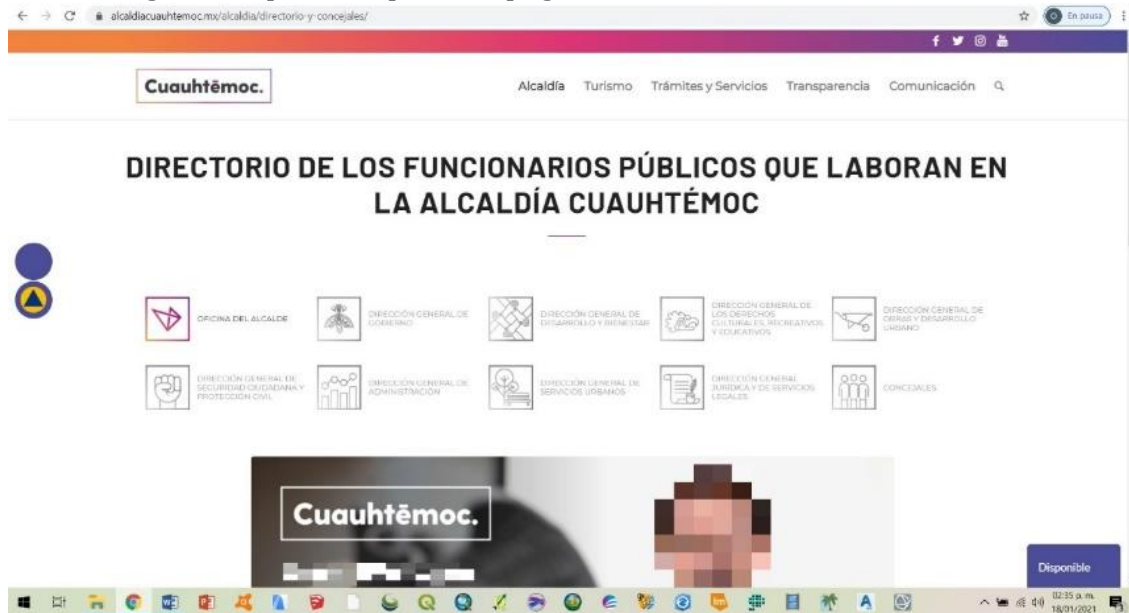 alcaldiacuauhtemoc.mx/alcaldia/directorio-y-concejales/
En pausa
Cuauhtēmoc.
Alcaldía Turismo Trámites y Servicios Transparencia Comunicación
DIRECTORIO DE LOS FUNCIONARIOS PÚBLICOS QUE LABORAN EN
LA ALCALDÍA CUAUHTÉMOC
OFICINA DEL ALCALDE
DIRECCIÓN GENERAL DE
GOBIERNO
DIRECCIÓN GENERAL DE
DESARROLLO Y BIENESTAR
DIRECCIÓN GENERAL DE
LOS DERECHOS
CULTURALES, RECREATIVOS
Y EDUCATIVOS
DIRECCIÓN GENERAL DE
OBRAS Y DESARROLLO
URBANO
DIRECCIÓN GENERAL DE
SEGURIDAD CIUDADANA Y
PROTECCIÓN CIVIL
DIRECCIÓN GENERAL DE
ADMINISTRACIÓN
DIRECCIÓN GENERAL DE
SERVICIOS URBANOS
DIRECCIÓN GENERAL
JURÍDICA Y DE SERVICIOS
LEGALES
CONCEJALES
Cuauhtēmoc.
Disponible
02:35 p. m.
18/01/2021